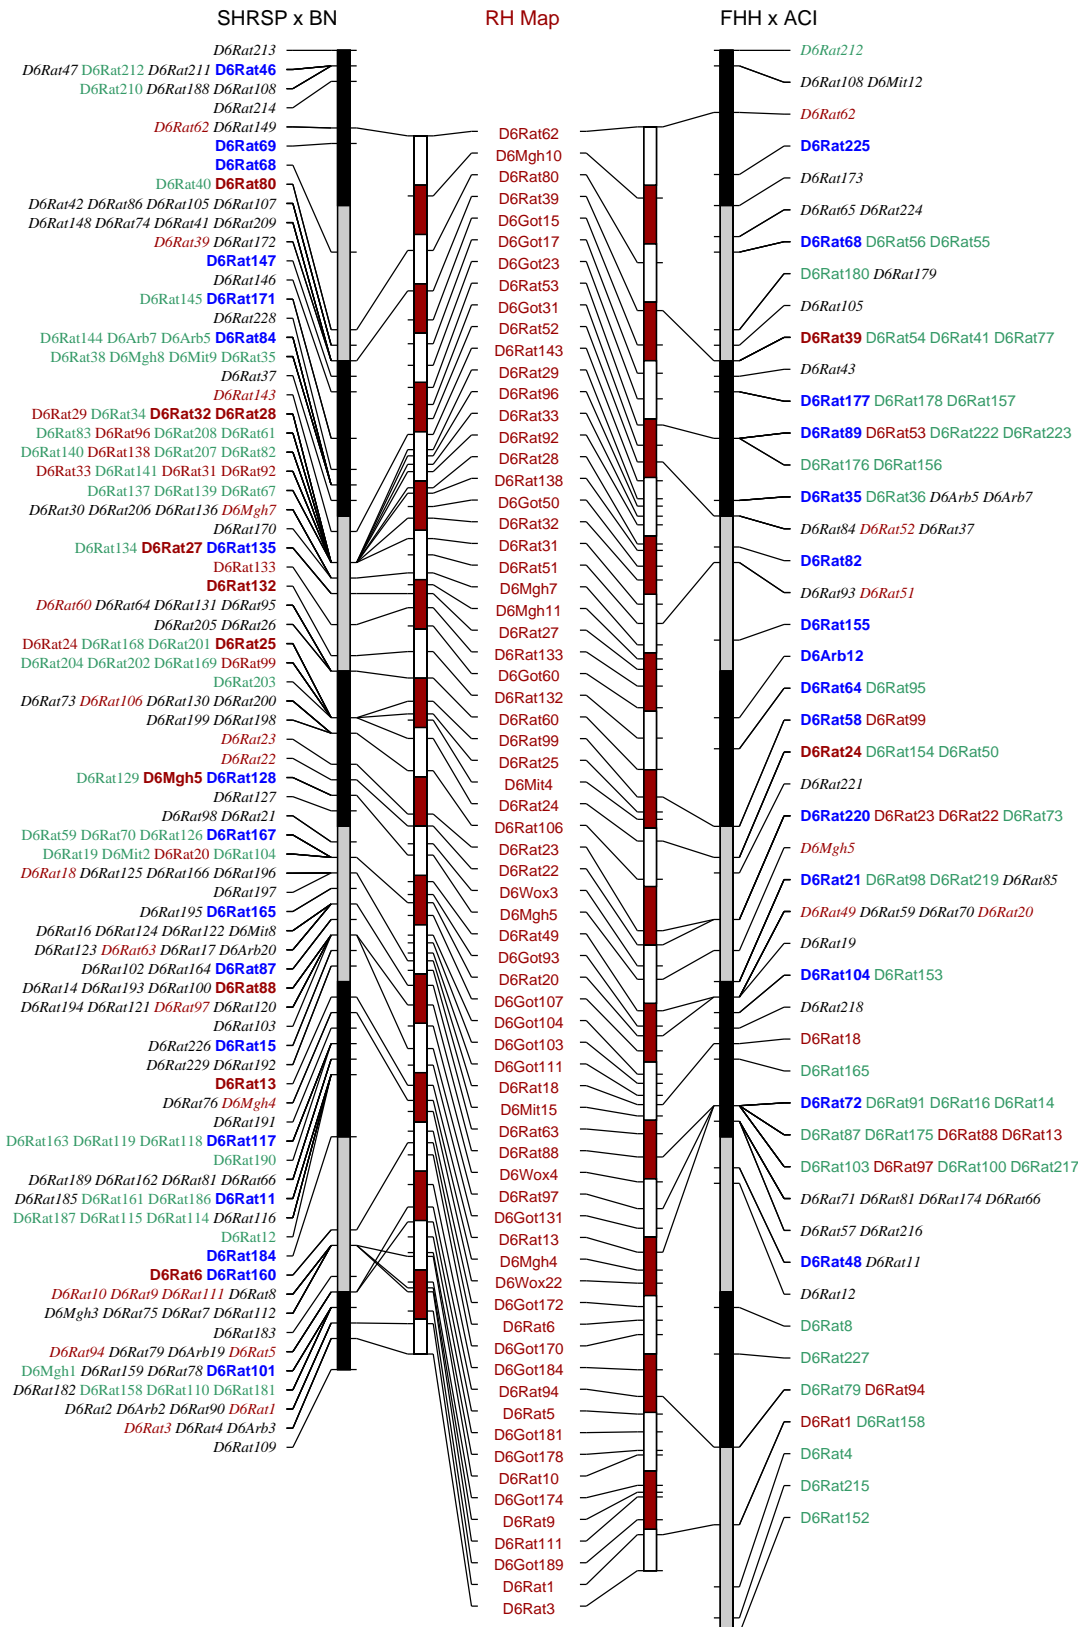 SHRSP x BN
D6Rat213
D6Rat47 D6Rat212 D6Rat211 D6Rat46
D6Rat210 D6Rat188 D6Rat108
D6Rat214
D6Rat62 D6Rat149
D6Rat69
D6Rat68
D6Rat40 D6Rat80
D6Rat42 D6Rat86 D6Rat105 D6Rat107
D6Rat148 D6Rat74 D6Rat41 D6Rat209
D6Rat39 D6Rat172
D6Rat147
D6Rat146
D6Rat145 D6Rat171
D6Rat228
D6Rat144 D6Arb7 D6Arb5 D6Rat84
D6Rat38 D6Mgh8 D6Mit9 D6Rat35
D6Rat37
D6Rat143
D6Rat29 D6Rat34 D6Rat32 D6Rat28
D6Rat83 D6Rat96 D6Rat208 D6Rat61
D6Rat140 D6Rat138 D6Rat207 D6Rat82
D6Rat33 D6Rat141 D6Rat31 D6Rat92
D6Rat137 D6Rat139 D6Rat67
D6Rat30 D6Rat206 D6Rat136 D6Mgh7
D6Rat170
D6Rat134 D6Rat27 D6Rat135
D6Rat133
D6Rat132
D6Rat60 D6Rat64 D6Rat131 D6Rat95
D6Rat205 D6Rat26
D6Rat24 D6Rat168 D6Rat201 D6Rat25
D6Rat204 D6Rat202 D6Rat169 D6Rat99
D6Rat203
D6Rat73 D6Rat106 D6Rat130 D6Rat200
D6Rat199 D6Rat198
D6Rat23
D6Rat22
D6Rat129 D6Mgh5 D6Rat128
D6Rat127
D6Rat98 D6Rat21
D6Rat59 D6Rat70 D6Rat126 D6Rat167
D6Rat19 D6Mit2 D6Rat20 D6Rat104
D6Rat18 D6Rat125 D6Rat166 D6Rat196
D6Rat197
D6Rat195 D6Rat165
D6Rat16 D6Rat124 D6Rat122 D6Mit8
D6Rat123 D6Rat63 D6Rat17 D6Arb20
D6Rat102 D6Rat164 D6Rat87
D6Rat14 D6Rat193 D6Rat100 D6Rat88
D6Rat194 D6Rat121 D6Rat97 D6Rat120
D6Rat103
D6Rat226 D6Rat15
D6Rat229 D6Rat192
D6Rat13
D6Rat76 D6Mgh4
D6Rat191
D6Rat163 D6Rat119 D6Rat118 D6Rat117
D6Rat190
D6Rat189 D6Rat162 D6Rat81 D6Rat66
D6Rat185 D6Rat161 D6Rat186 D6Rat11
D6Rat187 D6Rat115 D6Rat114 D6Rat116
D6Rat12
D6Rat184
D6Rat6 D6Rat160
D6Rat10 D6Rat9 D6Rat111 D6Rat8
D6Mgh3 D6Rat75 D6Rat7 D6Rat112
D6Rat183
D6Rat94 D6Rat79 D6Arb19 D6Rat5
D6Mgh1 D6Rat159 D6Rat78 D6Rat101
D6Rat182 D6Rat158 D6Rat110 D6Rat181
D6Rat2 D6Arb2 D6Rat90 D6Rat1
D6Rat3 D6Rat4 D6Arb3
D6Rat109
RH Map
D6Rat62
D6Mgh10
D6Rat80
D6Rat39
D6Got15
D6Got17
D6Got23
D6Rat53
D6Got31
D6Rat52
D6Rat143
D6Rat29
D6Rat96
D6Rat33
D6Rat92
D6Rat28
D6Rat138
D6Got50
D6Rat32
D6Rat31
D6Rat51
D6Mgh7
D6Mgh11
D6Rat27
D6Rat133
D6Got60
D6Rat132
D6Rat60
D6Rat99
D6Rat25
D6Mit4
D6Rat24
D6Rat106
D6Rat23
D6Rat22
D6Wox3
D6Mgh5
D6Rat49
D6Got93
D6Rat20
D6Got107
D6Got104
D6Got103
D6Got111
D6Rat18
D6Mit15
D6Rat63
D6Rat88
D6Wox4
D6Rat97
D6Got131
D6Rat13
D6Mgh4
D6Wox22
D6Got172
D6Rat6
D6Got170
D6Got184
D6Rat94
D6Rat5
D6Got181
D6Got178
D6Rat10
D6Got174
D6Rat9
D6Rat111
D6Got189
D6Rat1
D6Rat3
FHH x ACI
D6Rat212
D6Rat108 D6Mit12
D6Rat62
D6Rat225
D6Rat173
D6Rat65 D6Rat224
D6Rat68 D6Rat56 D6Rat55
D6Rat180 D6Rat179
D6Rat105
D6Rat39 D6Rat54 D6Rat41 D6Rat77
D6Rat43
D6Rat177 D6Rat178 D6Rat157
D6Rat89 D6Rat53 D6Rat222 D6Rat223
D6Rat176 D6Rat156
D6Rat35 D6Rat36 D6Arb5 D6Arb7
D6Rat84 D6Rat52 D6Rat37
D6Rat82
D6Rat93 D6Rat51
D6Rat155
D6Arb12
D6Rat64 D6Rat95
D6Rat58 D6Rat99
D6Rat24 D6Rat154 D6Rat50
D6Rat221
D6Rat220 D6Rat23 D6Rat22 D6Rat73
D6Mgh5
D6Rat21 D6Rat98 D6Rat219 D6Rat85
D6Rat49 D6Rat59 D6Rat70 D6Rat20
D6Rat19
D6Rat104 D6Rat153
D6Rat218
D6Rat18
D6Rat165
D6Rat72 D6Rat91 D6Rat16 D6Rat14
D6Rat87 D6Rat175 D6Rat88 D6Rat13
D6Rat103 D6Rat97 D6Rat100 D6Rat217
D6Rat71 D6Rat81 D6Rat174 D6Rat66
D6Rat57 D6Rat216
D6Rat48 D6Rat11
D6Rat12
D6Rat8
D6Rat227
D6Rat79 D6Rat94
D6Rat1 D6Rat158
D6Rat4
D6Rat215
D6Rat152